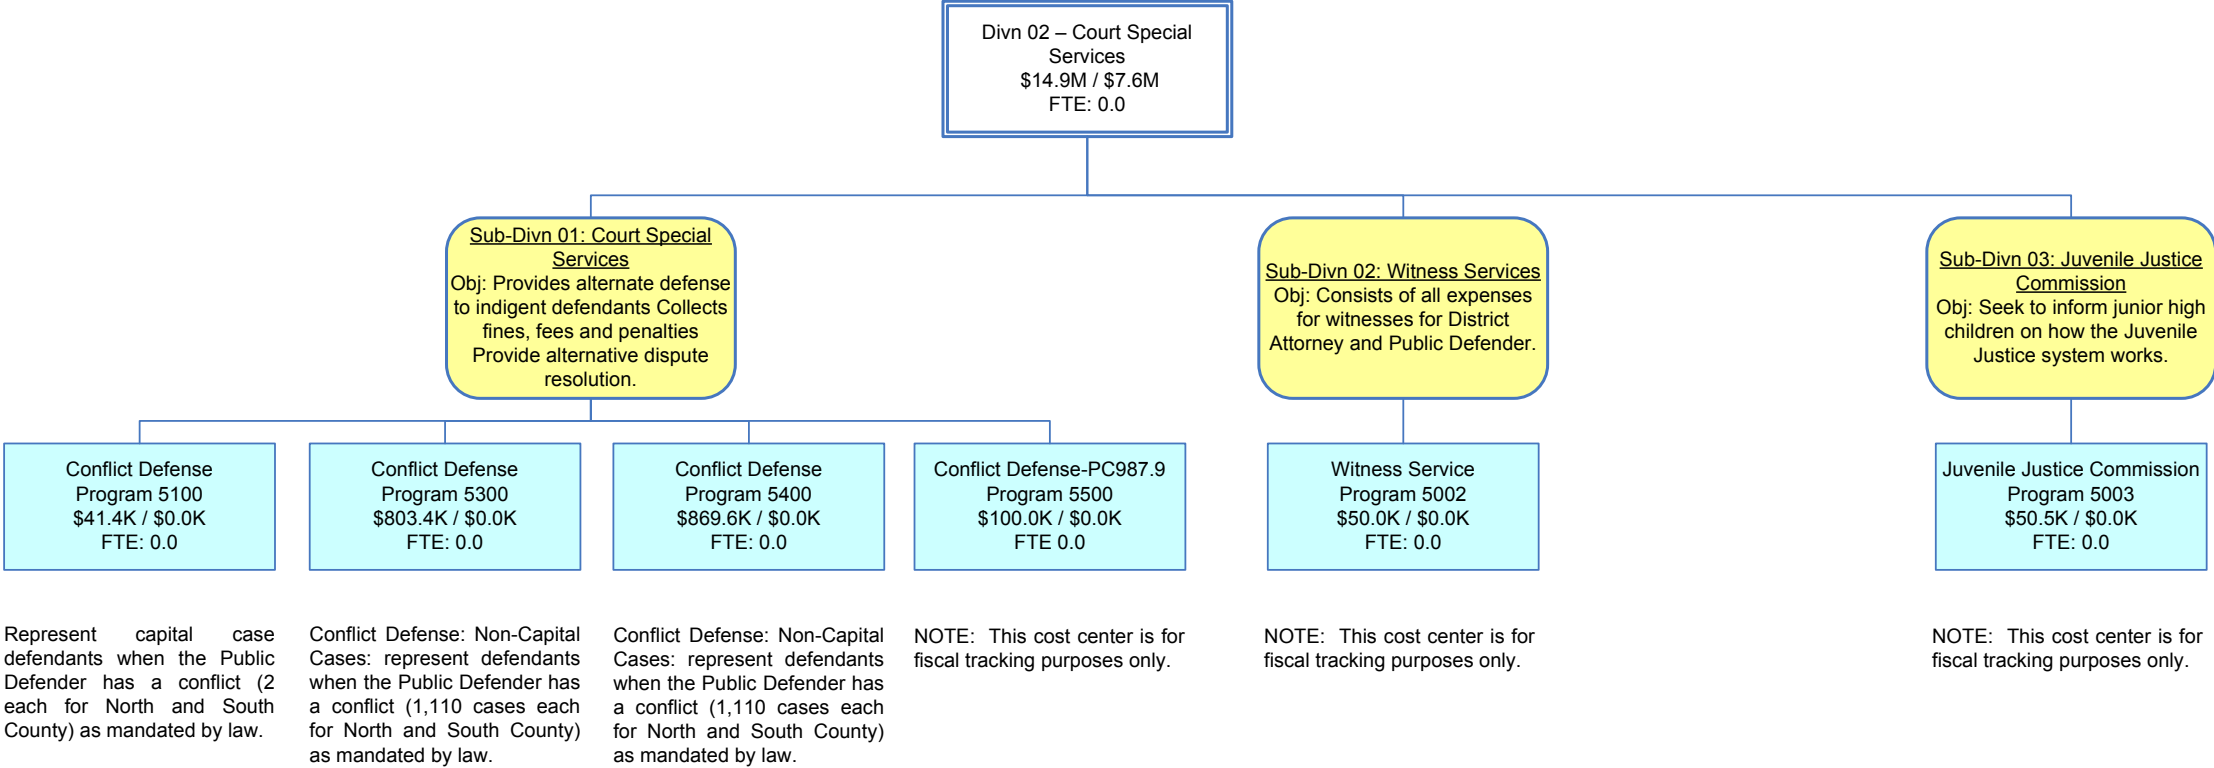 Divn 02 – Court Special
Services
$14.9M / $7.6M
FTE: 0.0
Sub-Divn 01: Court Special
Services
Obj: Provides alternate defense
to indigent defendants Collects
fines, fees and penalties
Provide alternative dispute
resolution.
Sub-Divn 02: Witness Services
Obj: Consists of all expenses
for witnesses for District
Attorney and Public Defender.
Sub-Divn 03: Juvenile Justice
Commission
Obj: Seek to inform junior high
children on how the Juvenile
Justice system works.
Conflict Defense
Program 5100
$41.4K / $0.0K
FTE: 0.0
Conflict Defense
Program 5300
$803.4K / $0.0K
FTE: 0.0
Conflict Defense
Program 5400
$869.6K / $0.0K
FTE: 0.0
Conflict Defense-PC987.9
Program 5500
$100.0K / $0.0K
FTE 0.0
Witness Service
Program 5002
$50.0K / $0.0K
FTE: 0.0
Juvenile Justice Commission
Program 5003
$50.5K / $0.0K
FTE: 0.0
Represent capital case
defendants when the Public
Defender has a conflict (2
each for North and South
County) as mandated by law.
Conflict Defense: Non-Capital
Cases: represent defendants
when the Public Defender has
a conflict (1,110 cases each
for North and South County)
as mandated by law.
Conflict Defense: Non-Capital
Cases: represent defendants
when the Public Defender has
a conflict (1,110 cases each
for North and South County)
as mandated by law.
NOTE: This cost center is for
fiscal tracking purposes only.
NOTE: This cost center is for
fiscal tracking purposes only.
NOTE: This cost center is for
fiscal tracking purposes only.